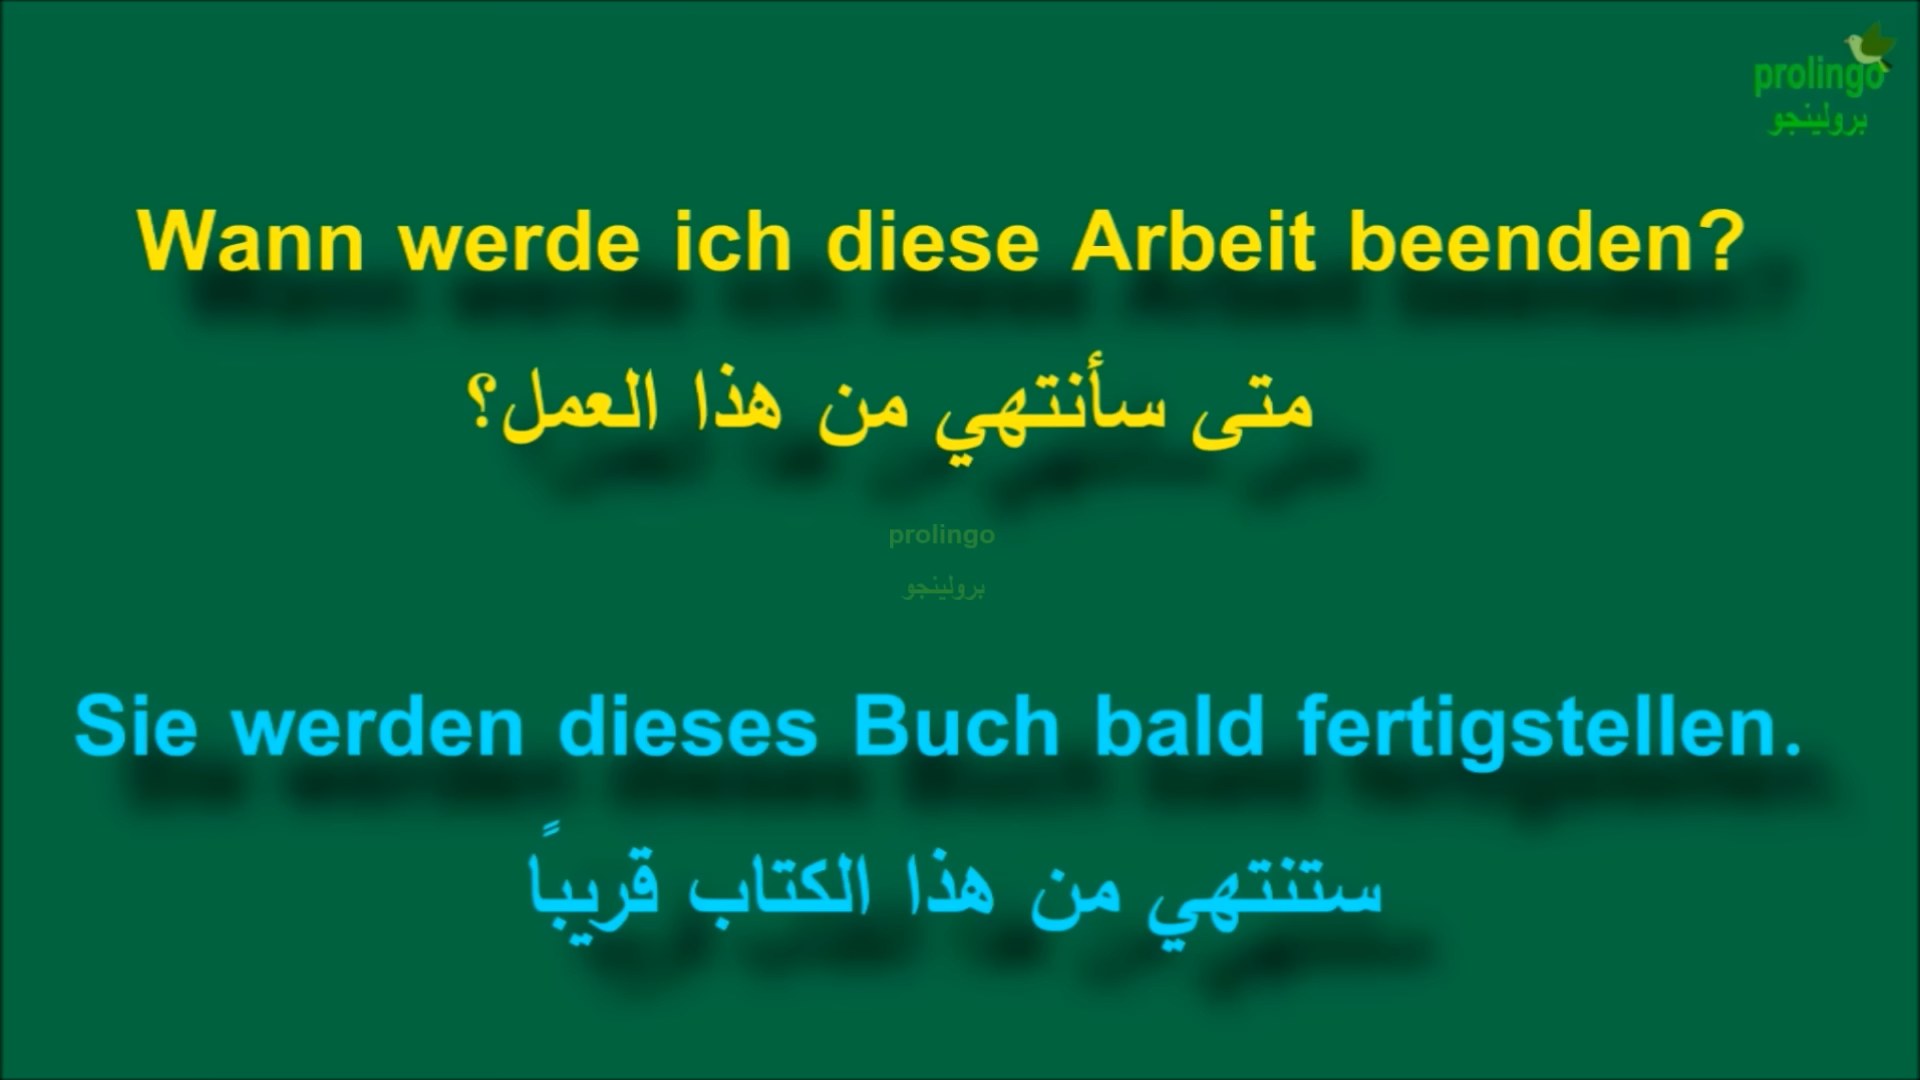 prolingo
برولينجو
Wann werde ich diese Arbeit beenden?
متى سأنتهي من هذا العمل؟
prolingo
برولينجو
Sie werden dieses Buch bald fertigstellen.
ستنتهي من هذا الكتاب قريباً